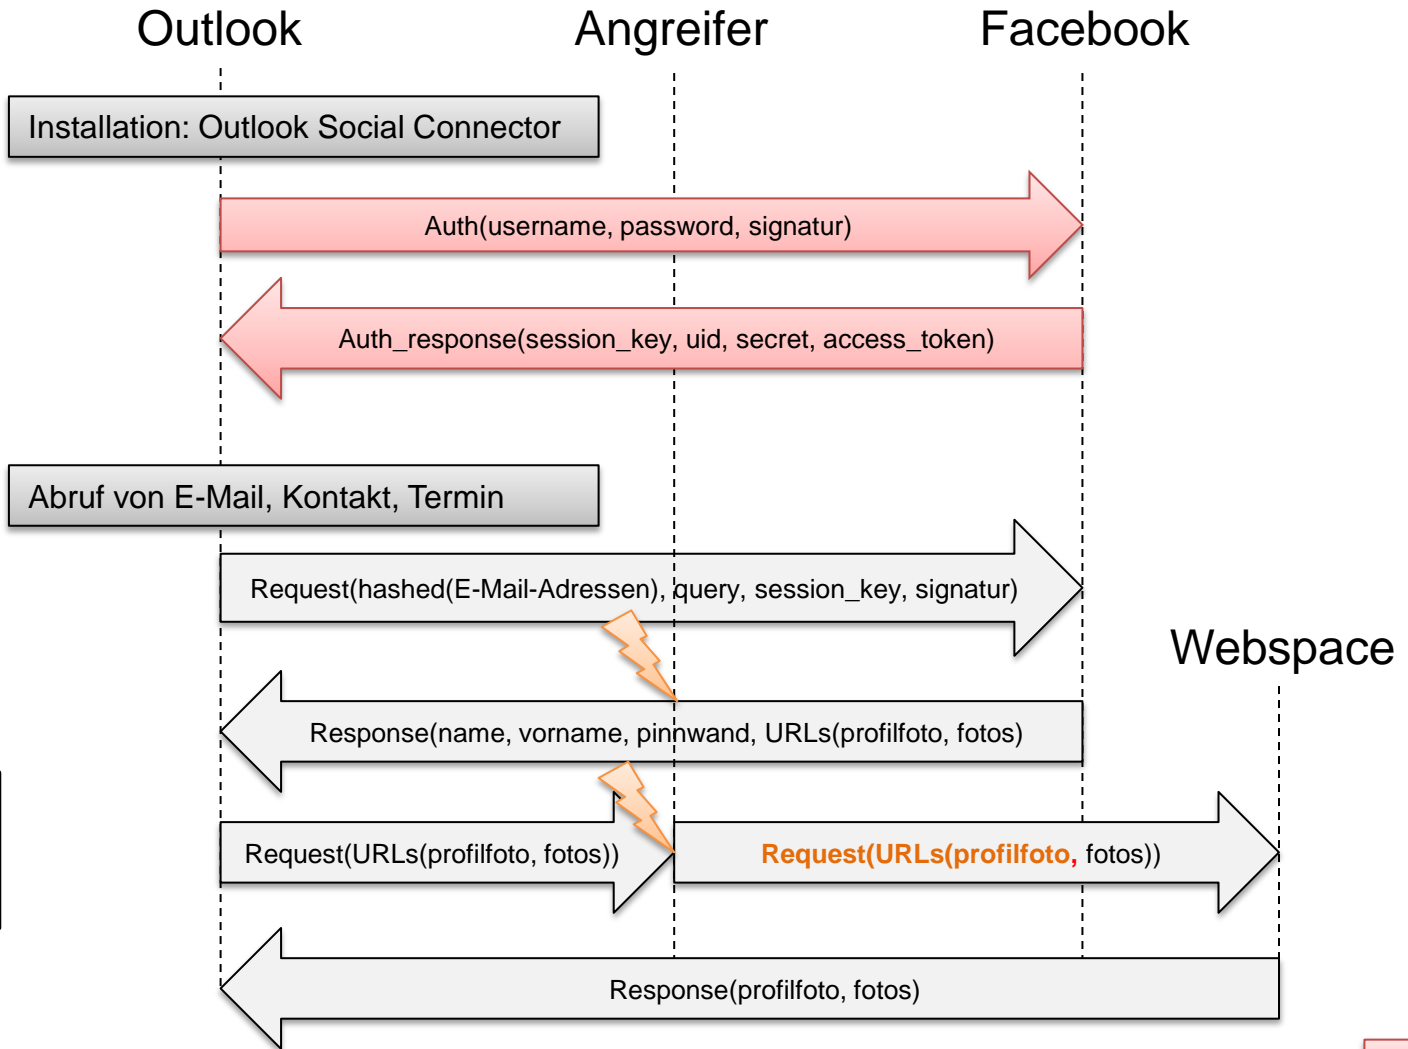 Outlook
Angreifer
Facebook
Installation: Outlook Social Connector
Auth(username, password, signatur)
Auth_response(session_key, uid, secret, access_token)
Abruf von E-Mail, Kontakt, Termin
Request(hashed(E-Mail-Adressen), query, session_key, signatur)
Webspace
Response(name, vorname, pinnwand, URLs(profilfoto, fotos)
Request(URLs(profilfoto, fotos))
Request(URLs(profilfoto, fotos))
Response(profilfoto, fotos)